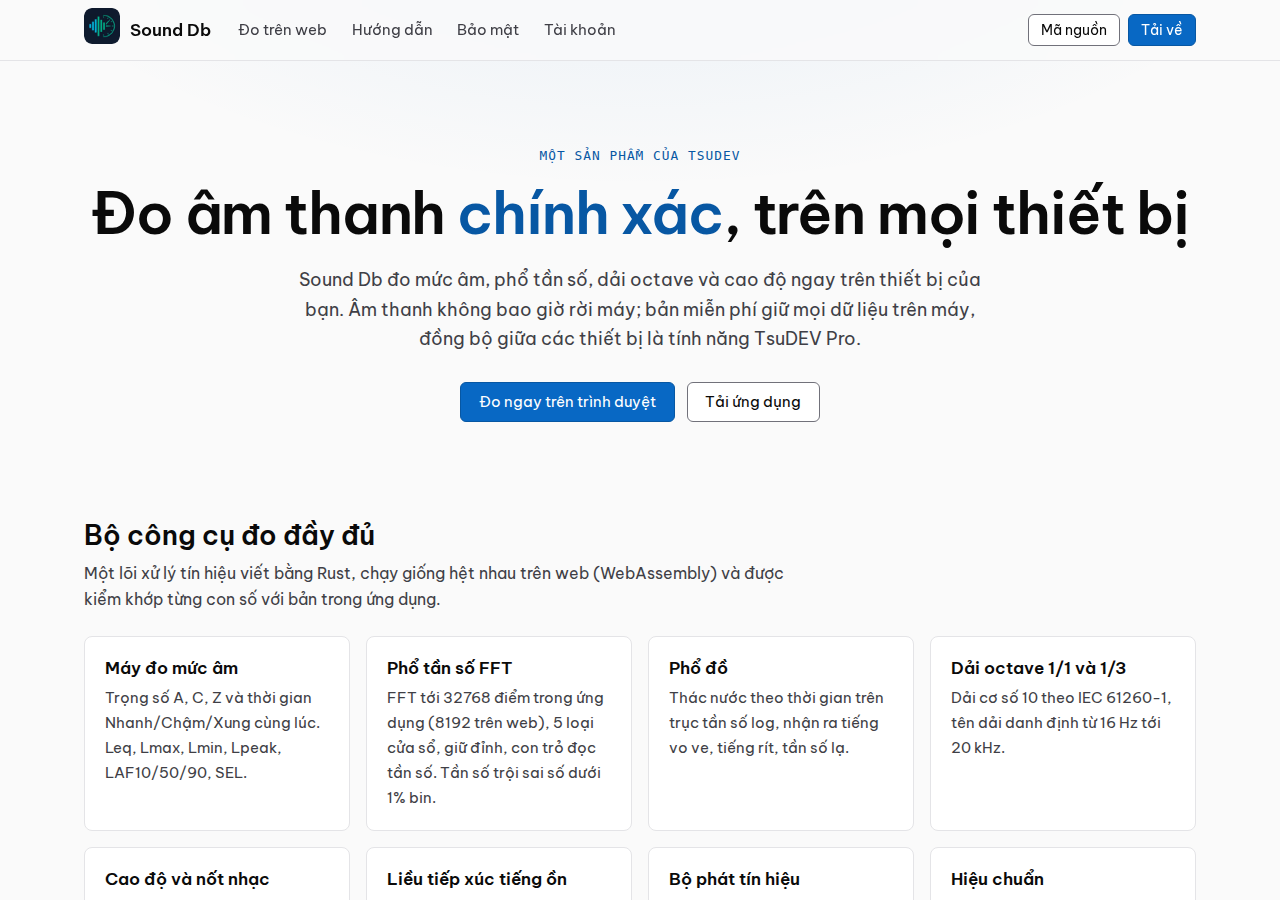 Sound Db
Đo trên web
Hướng dẫn
Bảo mật
Tài khoản
Mã nguồn
Tải về
MỘT SẢN PHẨM CỦA TSUDEV
Đo âm thanh chính xác, trên mọi thiết bị
Sound Db đo mức âm, phổ tần số, dải octave và cao độ ngay trên thiết bị của
bạn. Âm thanh không bao giờ rời máy; bản miễn phí giữ mọi dữ liệu trên máy,
đồng bộ giữa các thiết bị là tính năng TsuDEV Pro.
Đo ngay trên trình duyệt
Tải ứng dụng
Bộ công cụ đo đầy đủ
Một lõi xử lý tín hiệu viết bằng Rust, chạy giống hệt nhau trên web (WebAssembly) và được
kiểm khớp từng con số với bản trong ứng dụng.
Máy đo mức âm
Trọng số A, C, Z và thời gian
Nhanh/Chậm/Xung cùng lúc.
Leq, Lmax, Lmin, Lpeak,
LAF10/50/90, SEL.
Phổ tần số FFT
FFT tới 32768 điểm trong ứng
dụng (8192 trên web), 5 loại
cửa sổ, giữ đỉnh, con trỏ đọc
tần số. Tần số trội sai số dưới
1% bin.
Phổ đồ
Thác nước theo thời gian trên
trục tần số log, nhận ra tiếng
vo ve, tiếng rít, tần số lạ.
Dải octave 1/1 và 1/3
Dải cơ số 10 theo IEC 61260-1,
tên dải danh định từ 16 Hz tới
20 kHz.
Cao độ và nốt nhạc
Liều tiếp xúc tiếng ồn
Bộ phát tín hiệu
Hiệu chuẩn